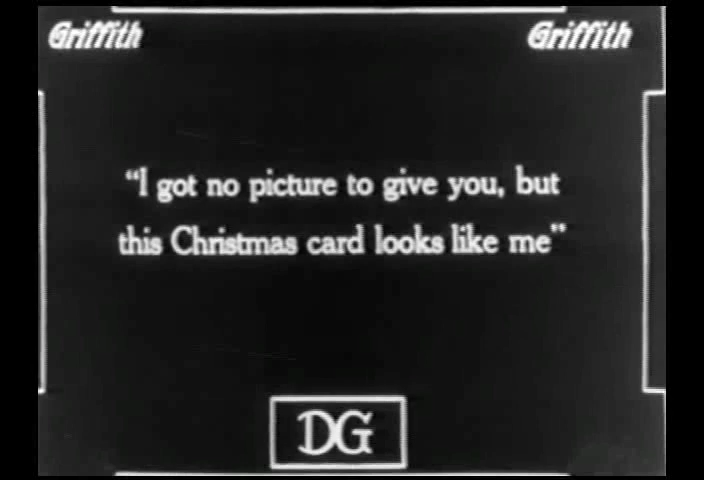 Griffith Griffith
"I got no picture to give you, but
this Christmas card looks like me"
DG